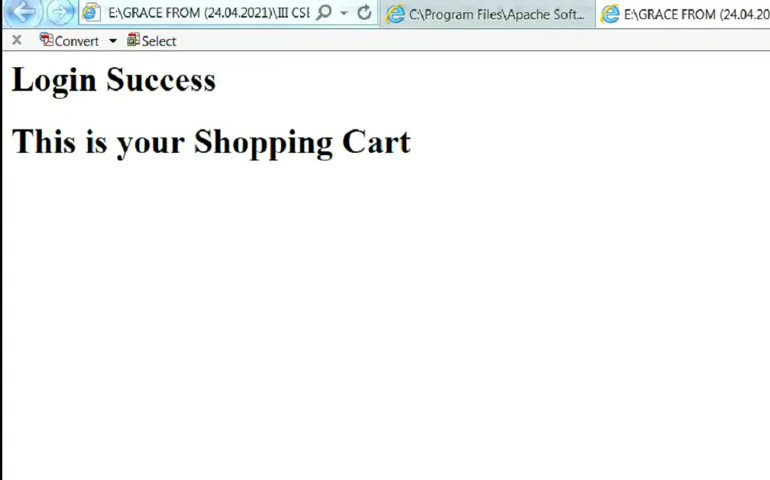 E:\GRACE FROM (24.04.2021)\III CSE
C:\Program Files\Apache Soft...
E:\GRACE FROM (24.04.20
x Convert Select
Login Success
This is your Shopping Cart